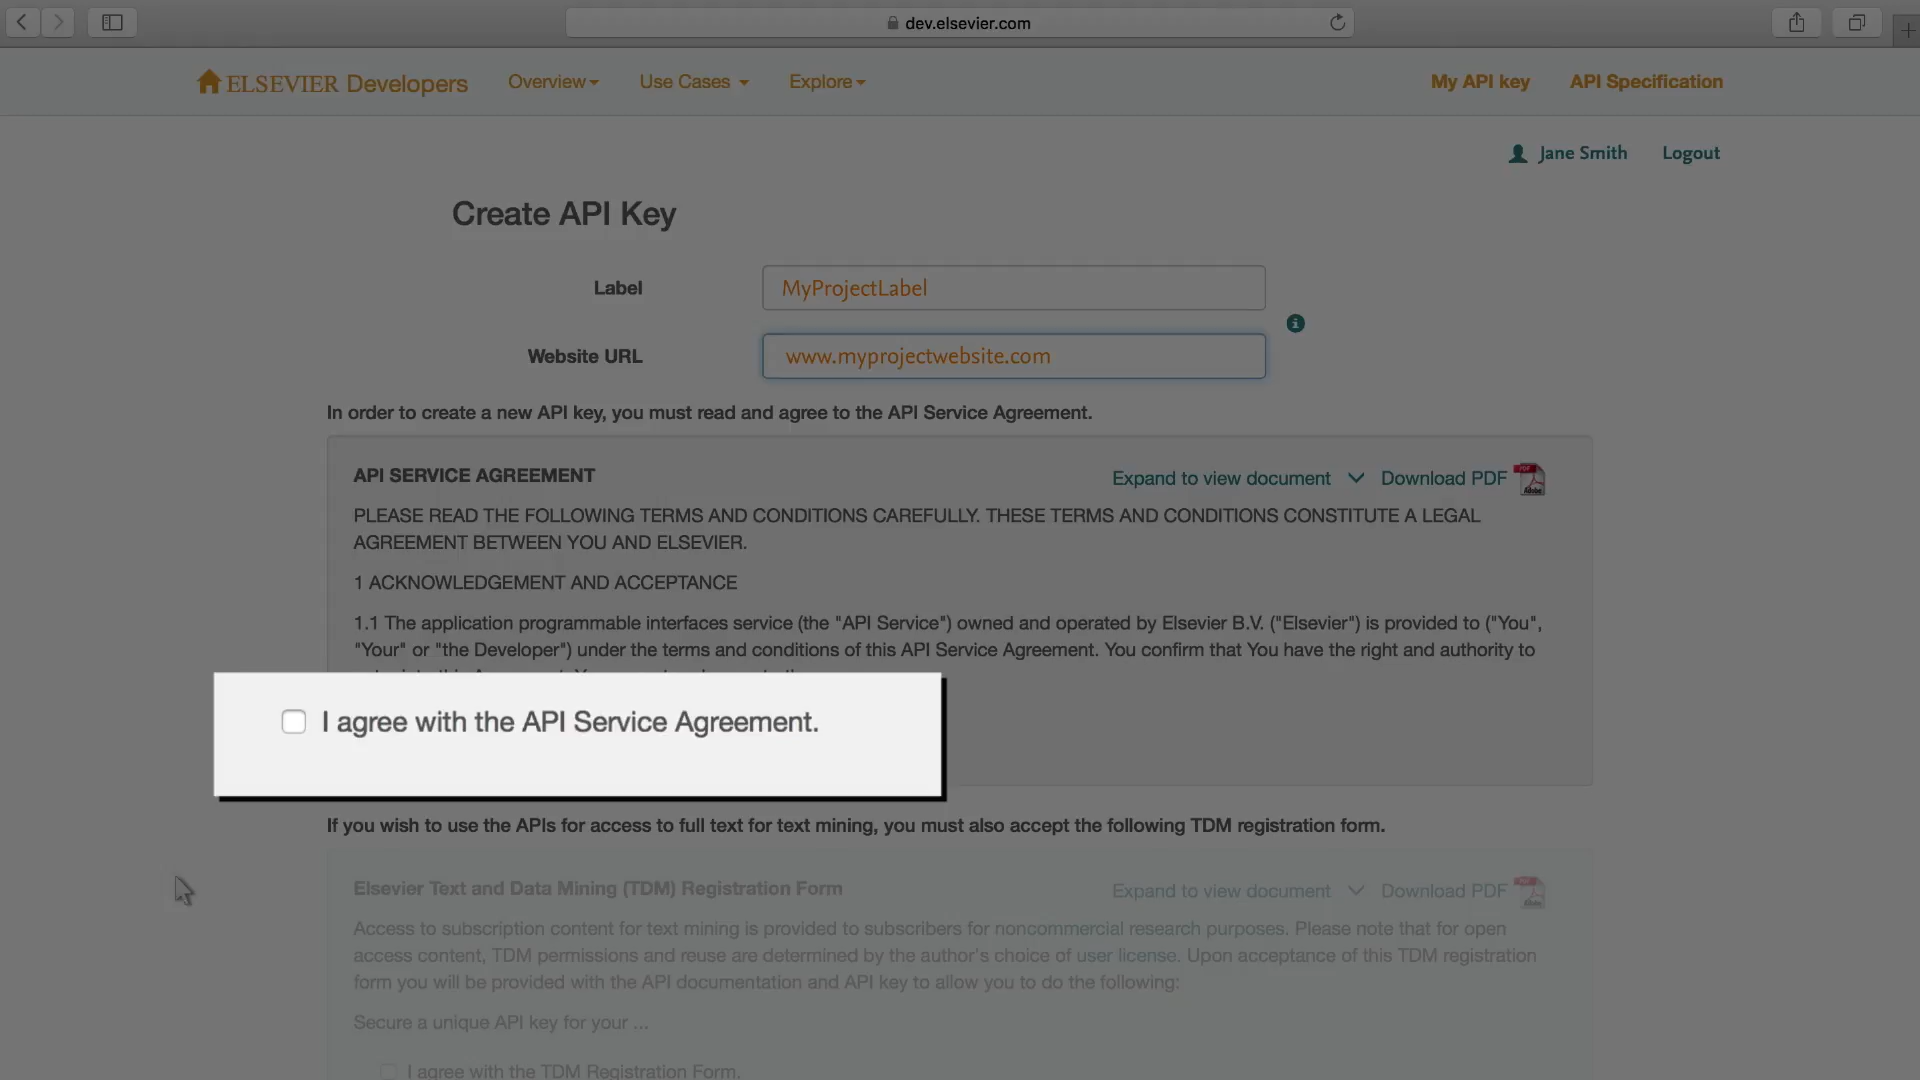 dev.elsevier.com
ELSEVIER Developers Overview Use Cases Explore My API key API Specification
Jane Smith Logout
Create API Key
Label MyProjectLabel
Website URL www.myprojectwebsite.com
In order to create a new API key, you must read and agree to the API Service Agreement.
API SERVICE AGREEMENT Expand to view document Download PDF
PLEASE READ THE FOLLOWING TERMS AND CONDITIONS CAREFULLY. THESE TERMS AND CONDITIONS CONSTITUTE A LEGAL
AGREEMENT BETWEEN YOU AND ELSEVIER.
1 ACKNOWLEDGEMENT AND ACCEPTANCE
1.1 The application programmable interfaces service (the "API Service") owned and operated by Elsevier B.V. ("Elsevier") is provided to ("You",
"Your" or "the Developer") under the terms and conditions of this API Service Agreement. You confirm that You have the right and authority to
I agree with the API Service Agreement.
If you wish to use the APIs for access to full text for text mining, you must also accept the following TDM registration form.
Elsevier Text and Data Mining (TDM) Registration Form Expand to view document Download PDF
Access to subscription content for text mining is provided to subscribers for noncommercial research purposes. Please note that for open
access content, TDM permissions and reuse are determined by the author's choice of user license. Upon acceptance of this TDM registration
form you will be provided with the API documentation and API key to allow you to do the following:
Secure a unique API key for your ...
I agree with the TDM Registration Form.